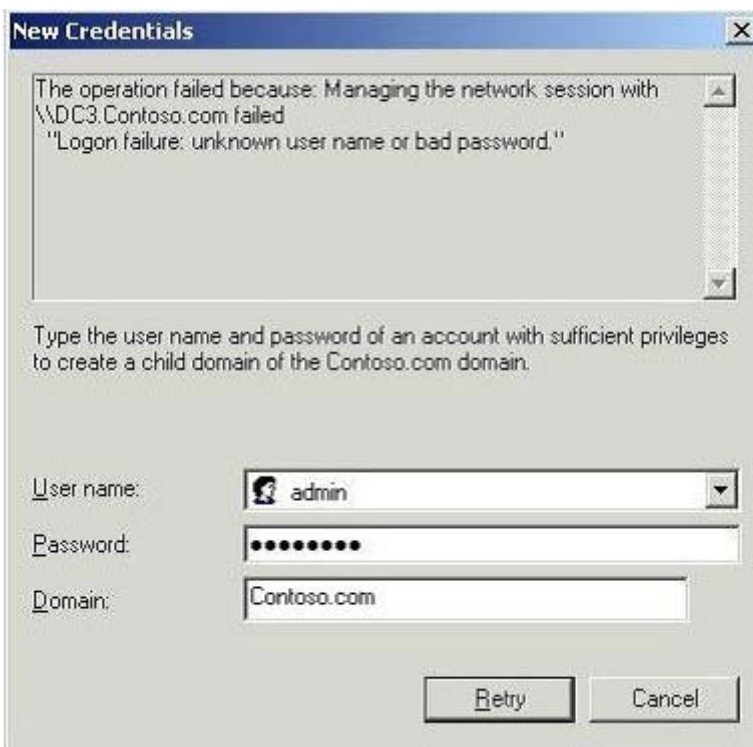 New Credentials
The operation failed because: Managing the network session with
\\DC3.Contoso.com failed
"Logon failure: unknown user name or bad password."
Type the user name and password of an account with sufficient privileges
to create a child domain of the Contoso.com domain.
User name:
admin
Password:
••••••••
Domain:
Contoso.com
Retry
Cancel